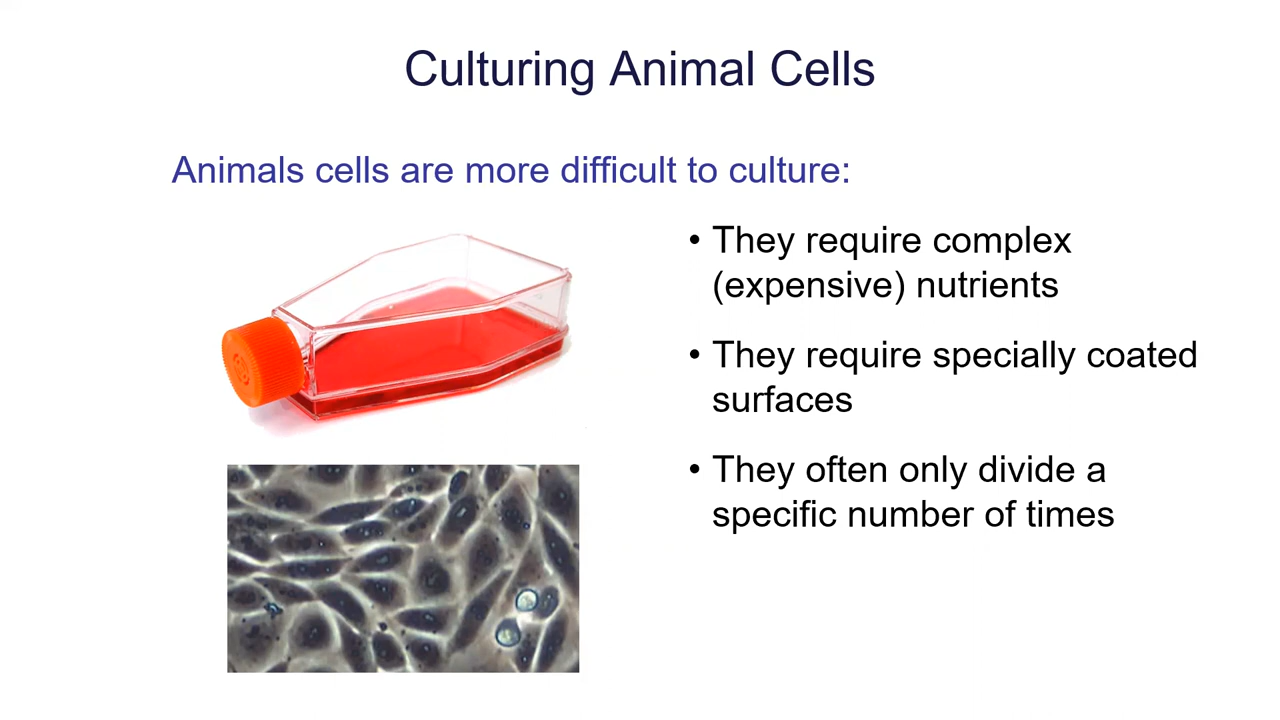 Culturing Animal Cells
Animals cells are more difficult to culture:
• They require complex
(expensive) nutrients
• They require specially coated
surfaces
• They often only divide a
specific number of times